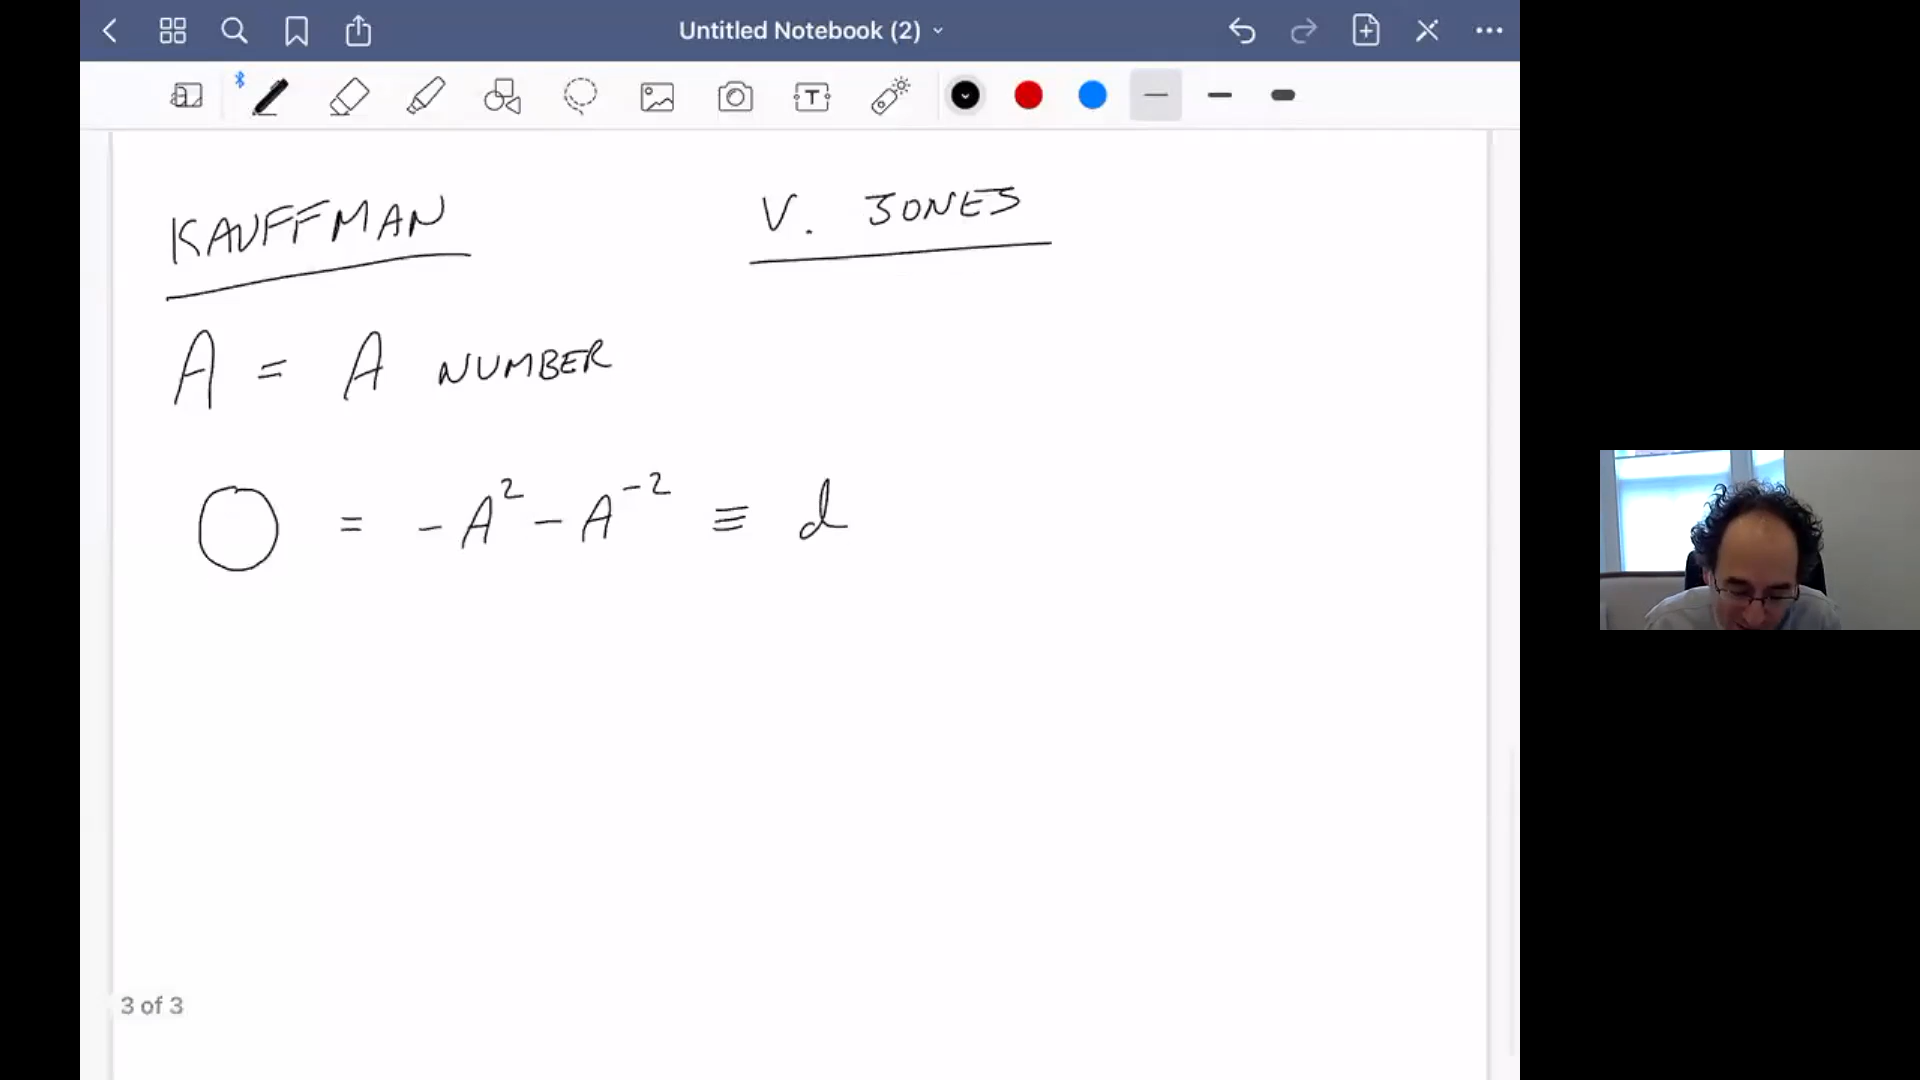 Untitled Notebook (2)
KAUFFMAN V. JONES
A = A NUMBER
O = -A² - A⁻² ≡ d
3 of 3